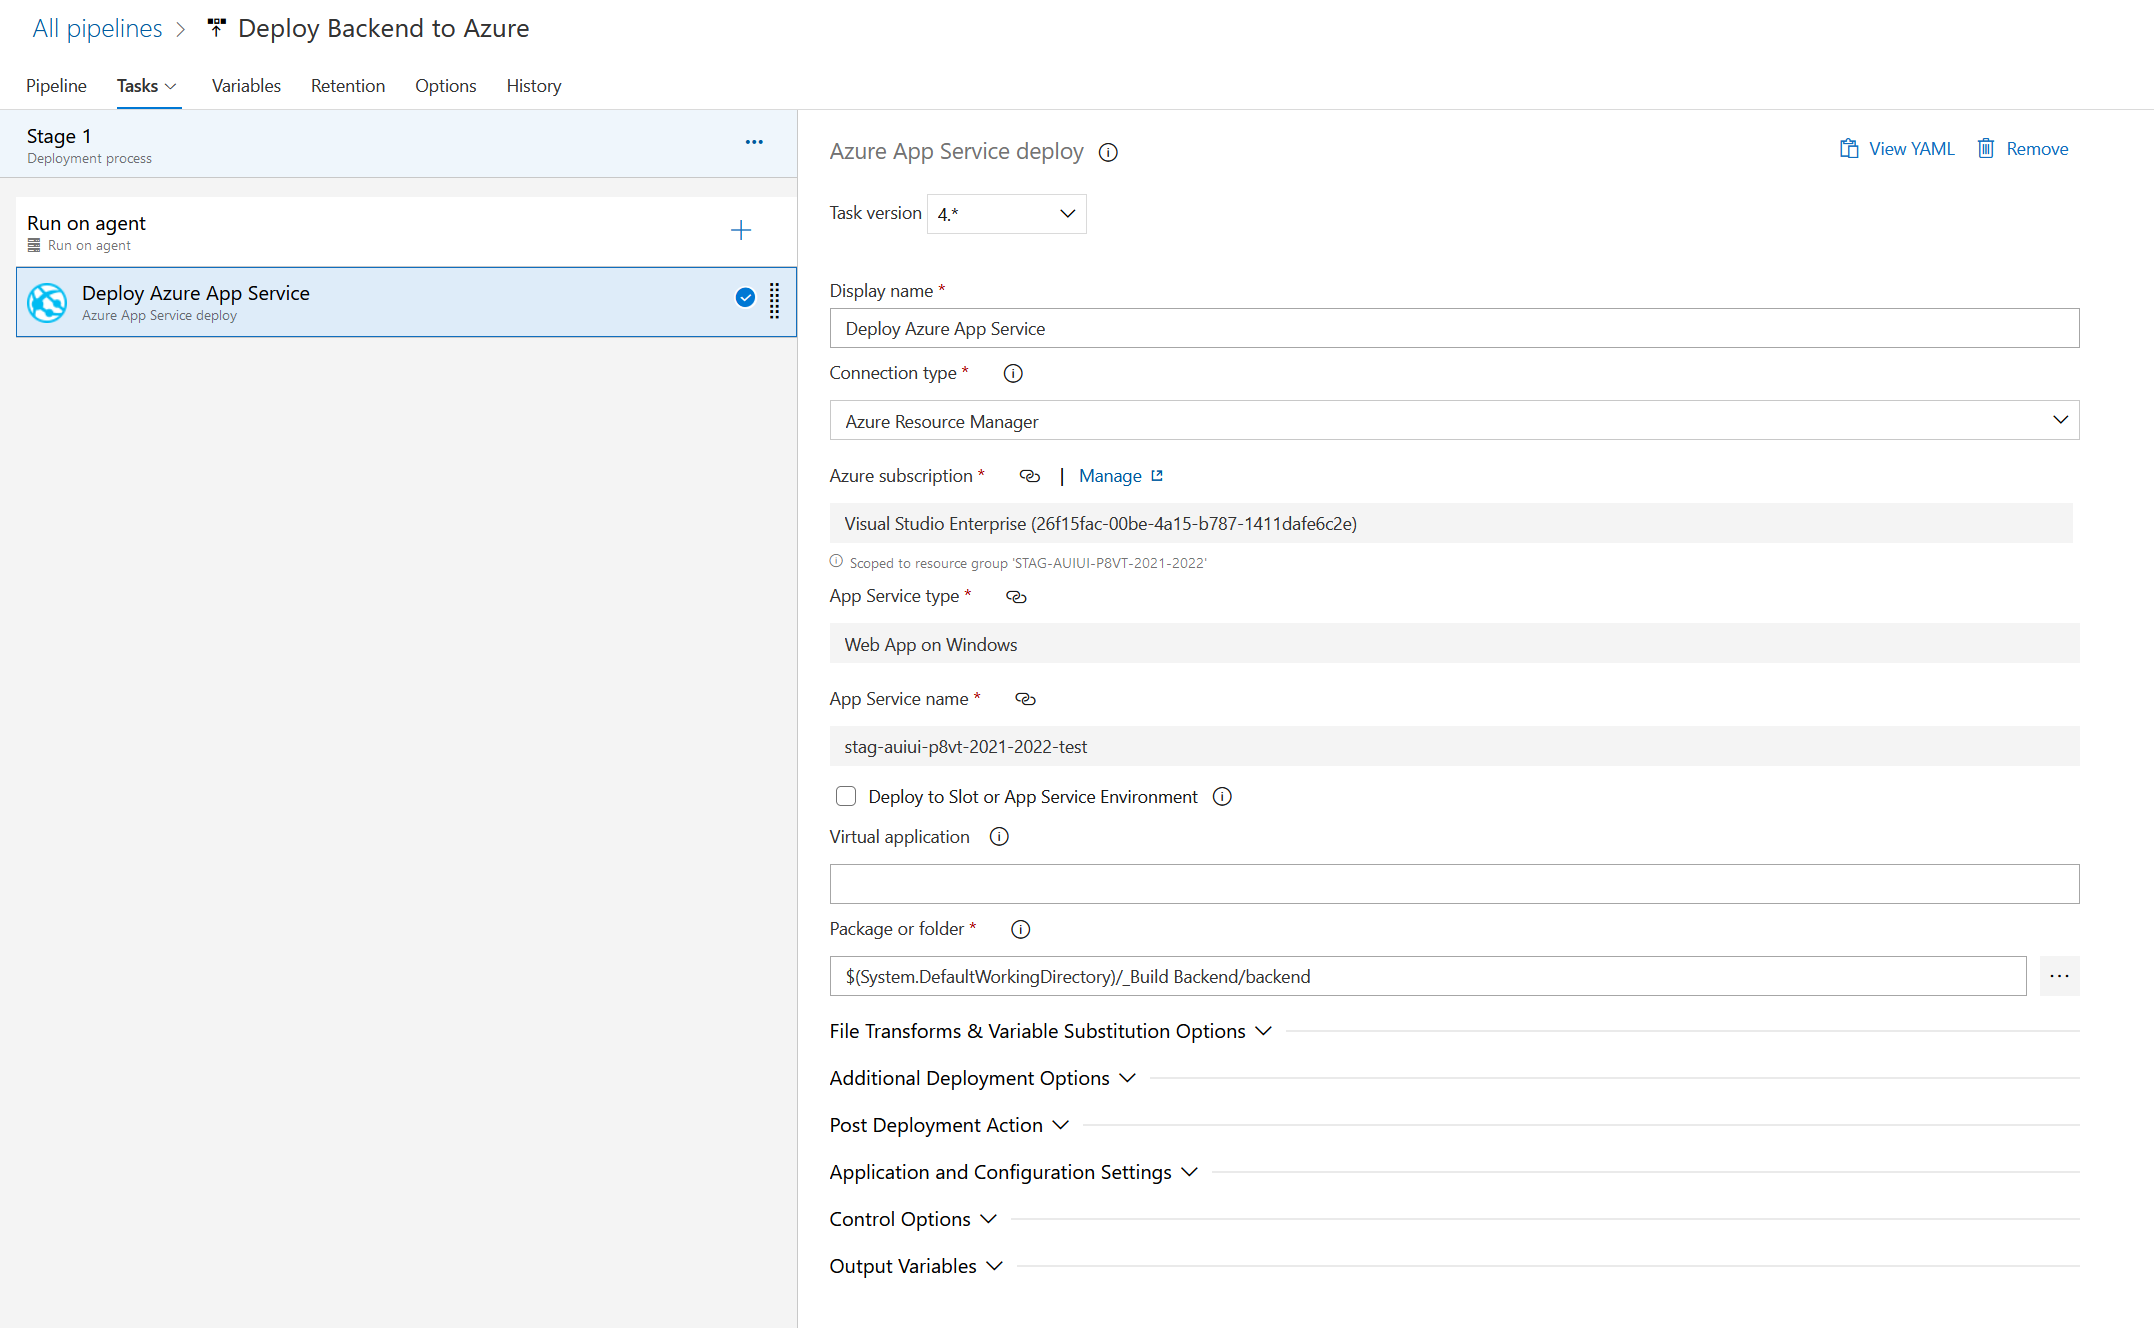 All pipelines > Deploy Backend to Azure
Pipeline Tasks Variables Retention Options History
Stage 1
Deployment process
Run on agent
Run on agent
Deploy Azure App Service
Azure App Service deploy
Azure App Service deploy
View YAML Remove
Task version 4.*
Display name *
Deploy Azure App Service
Connection type *
Azure Resource Manager
Azure subscription * | Manage
Visual Studio Enterprise (26f15fac-00be-4a15-b787-1411dafe6c2e)
Scoped to resource group 'STAG-AUIUI-P8VT-2021-2022'
App Service type *
Web App on Windows
App Service name *
stag-auiui-p8vt-2021-2022-test
Deploy to Slot or App Service Environment
Virtual application
Package or folder *
$(System.DefaultWorkingDirectory)/_Build Backend/backend
...
File Transforms & Variable Substitution Options
Additional Deployment Options
Post Deployment Action
Application and Configuration Settings
Control Options
Output Variables